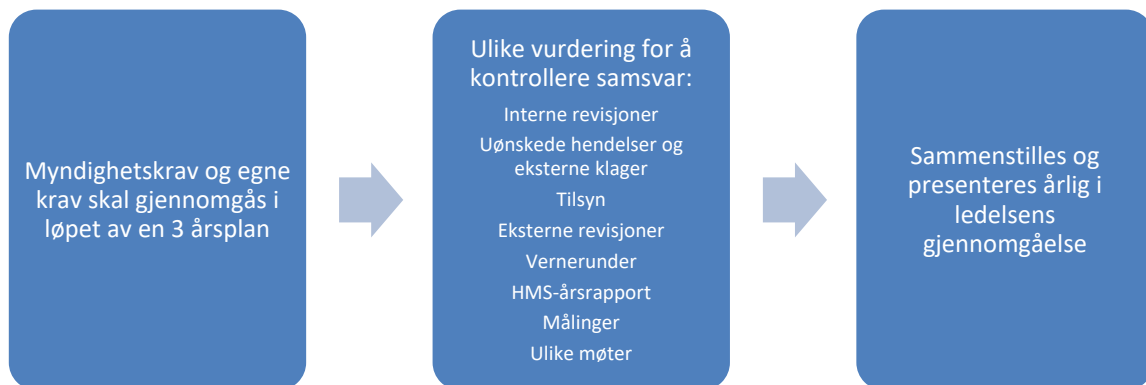 Myndighetskrav og egne
krav skal gjennomgås i
løpet av en 3 årsplan
Ulike vurdering for å
kontrollere samsvar:
Interne revisjoner
Uønskede hendelser og
eksterne klager
Tilsyn
Eksterne revisjoner
Vernerunder
HMS-årsrapport
Målinger
Ulike møter
Sammenstilles og
presenteres årlig i
ledelsens
gjennomgåelse